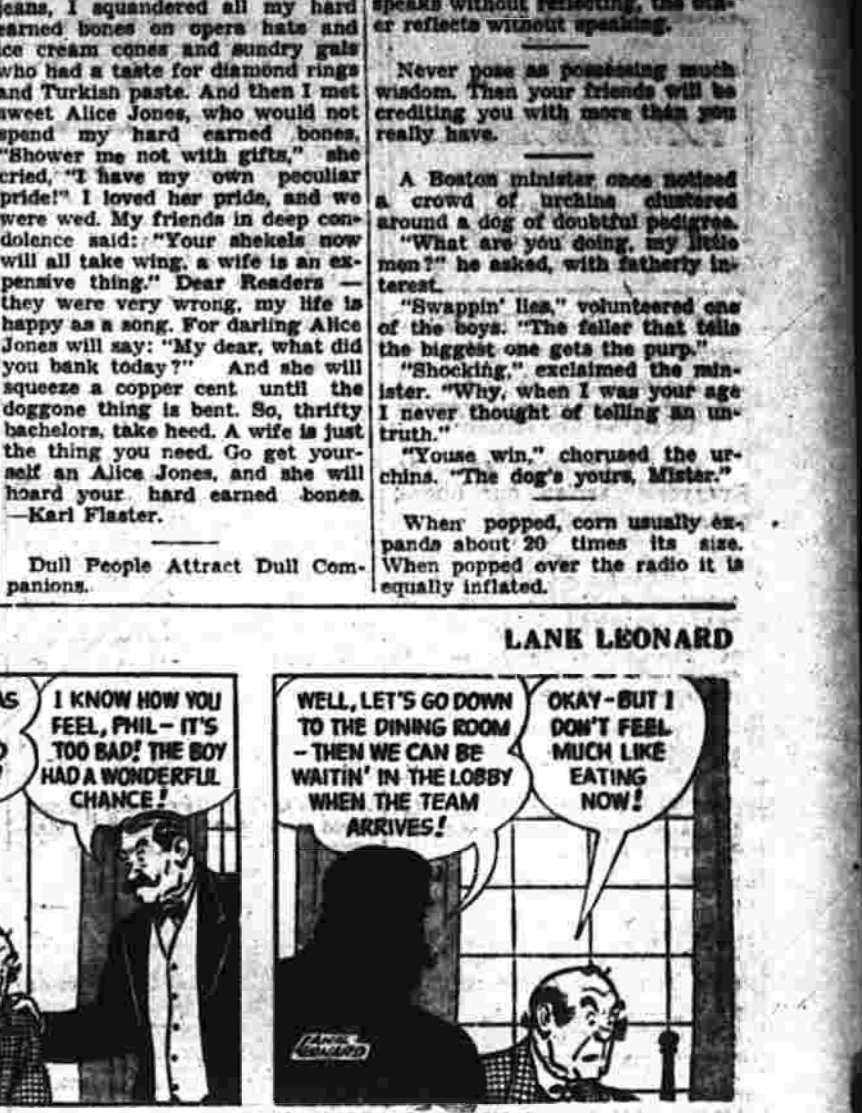 jeans, I squandered all my hard
earned bones on opera hats and
ice cream cones and sundry gals
who had a taste for diamond rings
and Turkish paste. And then I met
sweet Alice Jones, who would not
spend my hard earned bones.
"Shower me not with gifts," she
cried, "I have my own peculiar
pride!" I loved her pride, and we
were wed. My friends in deep con-
dolence said: "Your shekels now
will all take wing, a wife is an ex-
pensive thing." Dear Readers —
they were very wrong, my life is
happy as a song. For darling Alice
Jones will say: "My dear, what did
you bank today?" And she will
squeeze a copper cent until the
doggone thing is bent. So, thrifty
bachelors, take heed. A wife is just
the thing you need. Go get your-
self an Alice Jones, and she will
hoard your hard earned bones.
—Karl Flaster.
Dull People Attract Dull Com-
panions.
speaks without reflecting, the oth-
er reflects without speaking.
Never pose as possessing much
wisdom. Then your friends will be
crediting you with more than you
really have.
A Boston minister once noticed
a crowd of urchins clustered
around a dog of doubtful pedigree.
"What are you doing, my little
men?" he asked, with fatherly in-
terest.
"Swappin' lies," volunteered one
of the boys. "The feller that tells
the biggest one gets the purp."
"Shocking," exclaimed the min-
ister. "Why, when I was your age
I never thought of telling an un-
truth."
"Youse win," chorused the ur-
chins. "The dog's yours, Mister."
When popped, corn usually ex-
pands about 20 times its size.
When popped over the radio it is
equally inflated.
LANK LEONARD
AS
I KNOW HOW YOU
FEEL, PHIL— IT'S
TOO BAD! THE BOY
HAD A WONDERFUL
CHANCE!
WELL, LET'S GO DOWN
TO THE DINING ROOM
— THEN WE CAN BE
WAITIN' IN THE LOBBY
WHEN THE TEAM
ARRIVES!
OKAY—BUT I
DON'T FEEL
MUCH LIKE
EATING
NOW!
LANK
LEONARD